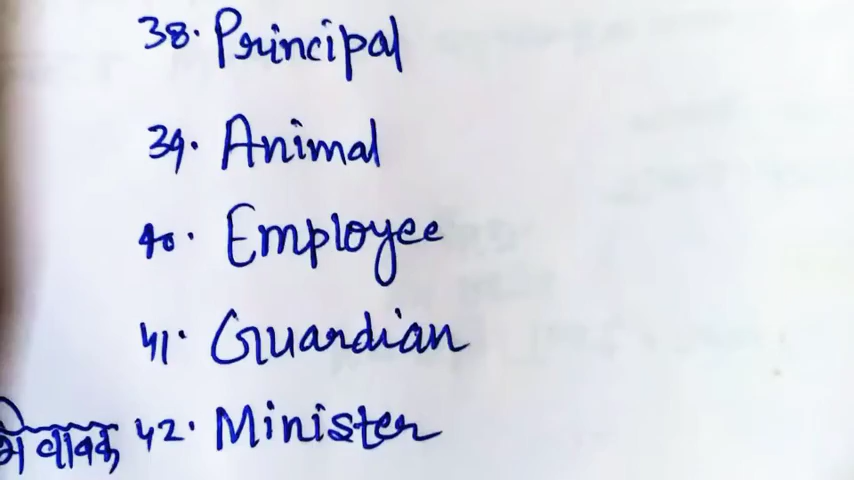 38. Principal
39. Animal
40. Employee
41. Guardian
42. Minister